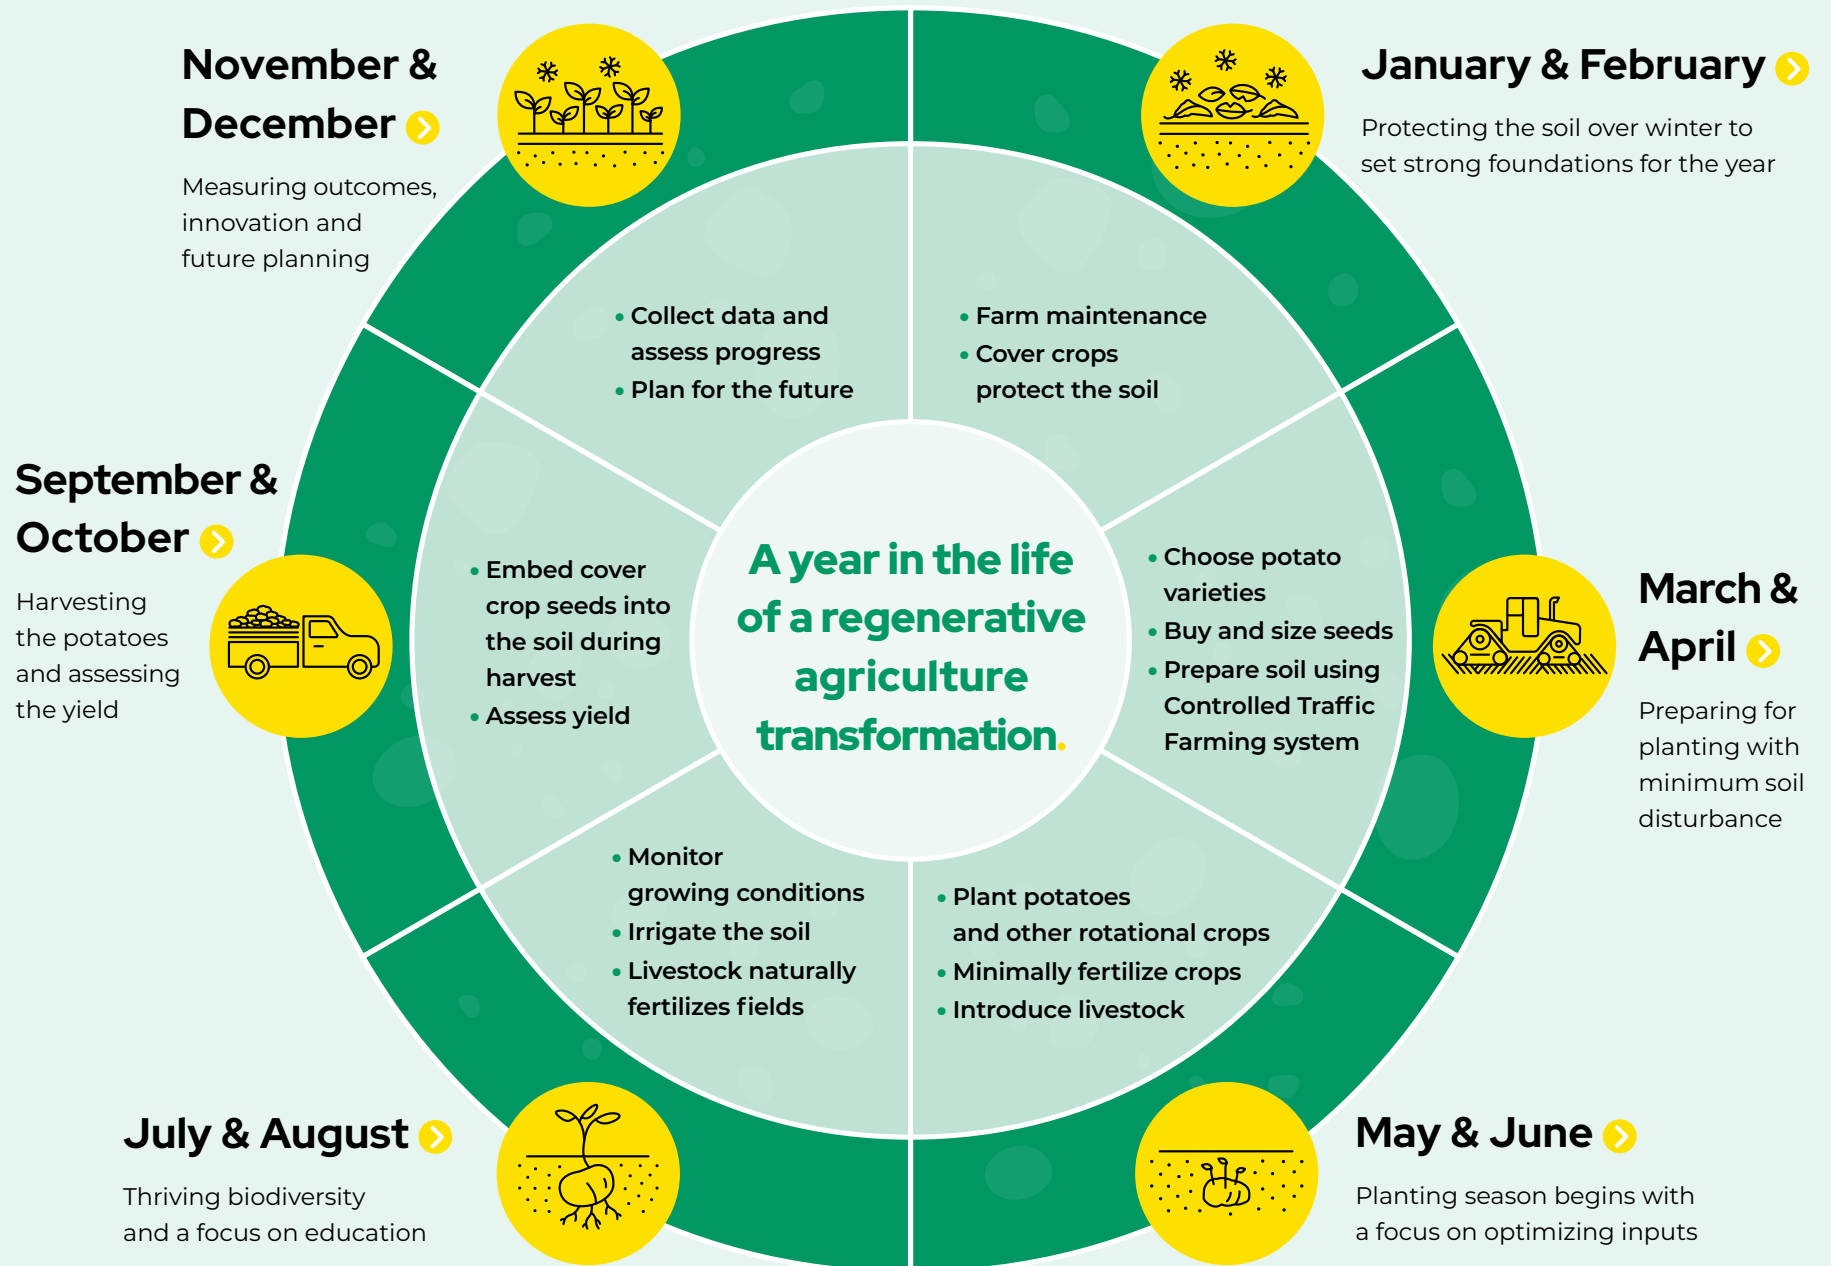 A year in the life
of a regenerative
agriculture
transformation.
January & February
Protecting the soil over winter to
set strong foundations for the year
• Farm maintenance
• Cover crops
protect the soil
March &
April
Preparing for
planting with
minimum soil
disturbance
• Choose potato
varieties
• Buy and size seeds
• Prepare soil using
Controlled Traffic
Farming system
May & June
Planting season begins with
a focus on optimizing inputs
• Plant potatoes
and other rotational crops
• Minimally fertilize crops
• Introduce livestock
July & August
Thriving biodiversity
and a focus on education
• Monitor
growing conditions
• Irrigate the soil
• Livestock naturally
fertilizes fields
September &
October
Harvesting
the potatoes
and assessing
the yield
• Embed cover
crop seeds into
the soil during
harvest
• Assess yield
November &
December
Measuring outcomes,
innovation and
future planning
• Collect data and
assess progress
• Plan for the future